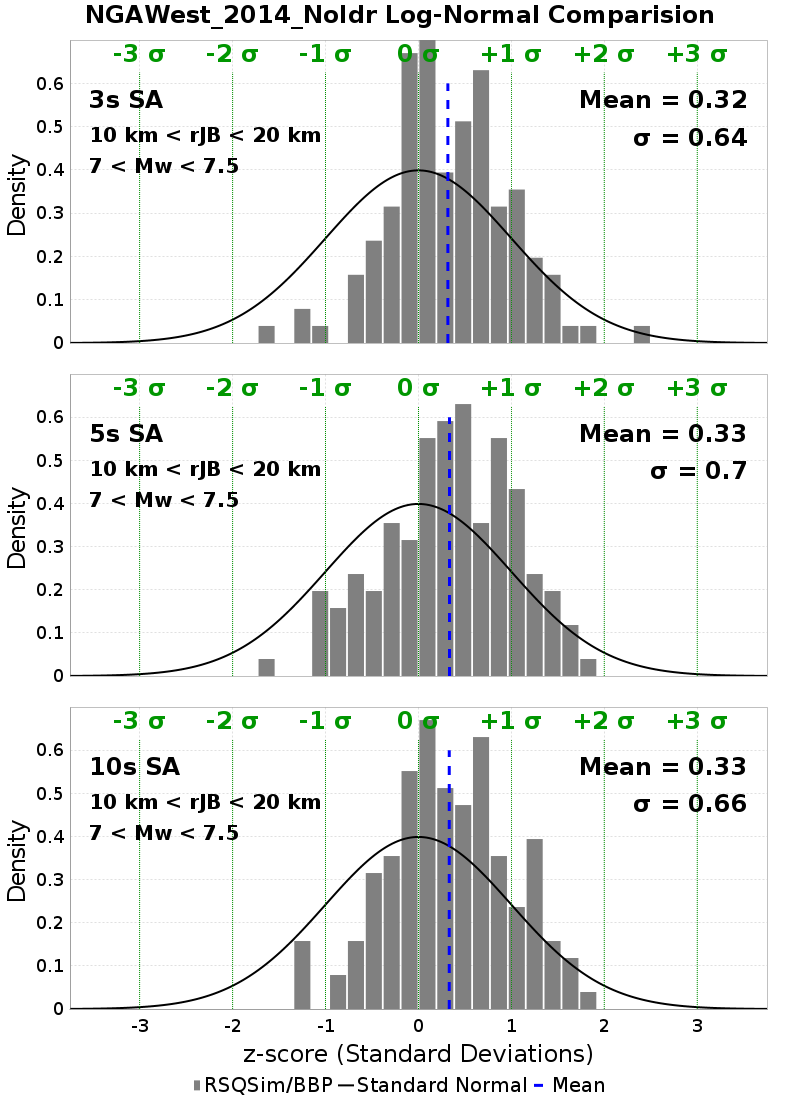 NGAWest_2014_NoIdr Log-Normal Comparision
-3 σ -2 σ -1 σ 0 σ +1 σ +2 σ +3 σ
3s SA
10 km < rJB < 20 km
7 < Mw < 7.5
Mean = 0.32
σ = 0.64
Density
0.6
0.5
0.4
0.3
0.2
0.1
0
-3 σ -2 σ -1 σ 0 σ +1 σ +2 σ +3 σ
5s SA
10 km < rJB < 20 km
7 < Mw < 7.5
Mean = 0.33
σ = 0.7
Density
0.6
0.5
0.4
0.3
0.2
0.1
0
-3 σ -2 σ -1 σ 0 σ +1 σ +2 σ +3 σ
10s SA
10 km < rJB < 20 km
7 < Mw < 7.5
Mean = 0.33
σ = 0.66
Density
0.6
0.5
0.4
0.3
0.2
0.1
0
-3 -2 -1 0 1 2 3
z-score (Standard Deviations)
RSQSim/BBP Standard Normal Mean